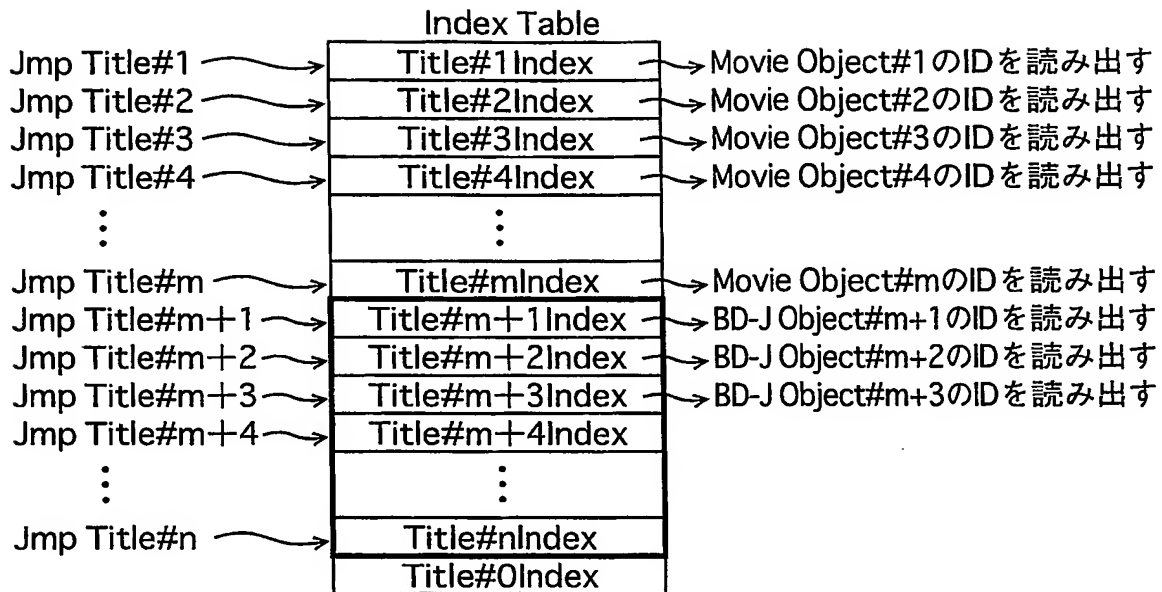 Index Table
Jmp Title#1 Title#1Index Movie Object#1のIDを読み出す
Jmp Title#2 Title#2Index Movie Object#2のIDを読み出す
Jmp Title#3 Title#3Index Movie Object#3のIDを読み出す
Jmp Title#4 Title#4Index Movie Object#4のIDを読み出す
⋮ ⋮
Jmp Title#m Title#mIndex Movie Object#mのIDを読み出す
Jmp Title#m+1 Title#m+1Index BD-J Object#m+1のIDを読み出す
Jmp Title#m+2 Title#m+2Index BD-J Object#m+2のIDを読み出す
Jmp Title#m+3 Title#m+3Index BD-J Object#m+3のIDを読み出す
Jmp Title#m+4 Title#m+4Index
⋮ ⋮
Jmp Title#n Title#nIndex
Title#0Index